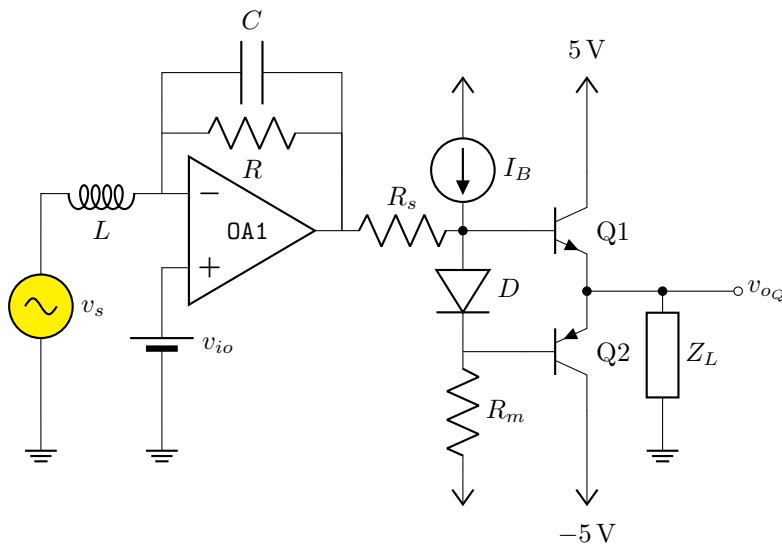 C
5 V
R
I_B
R_s
L
−
OA1
Q1
+
D
v_s
v_{o_Q}
v_{io}
Q2
Z_L
R_m
−5 V